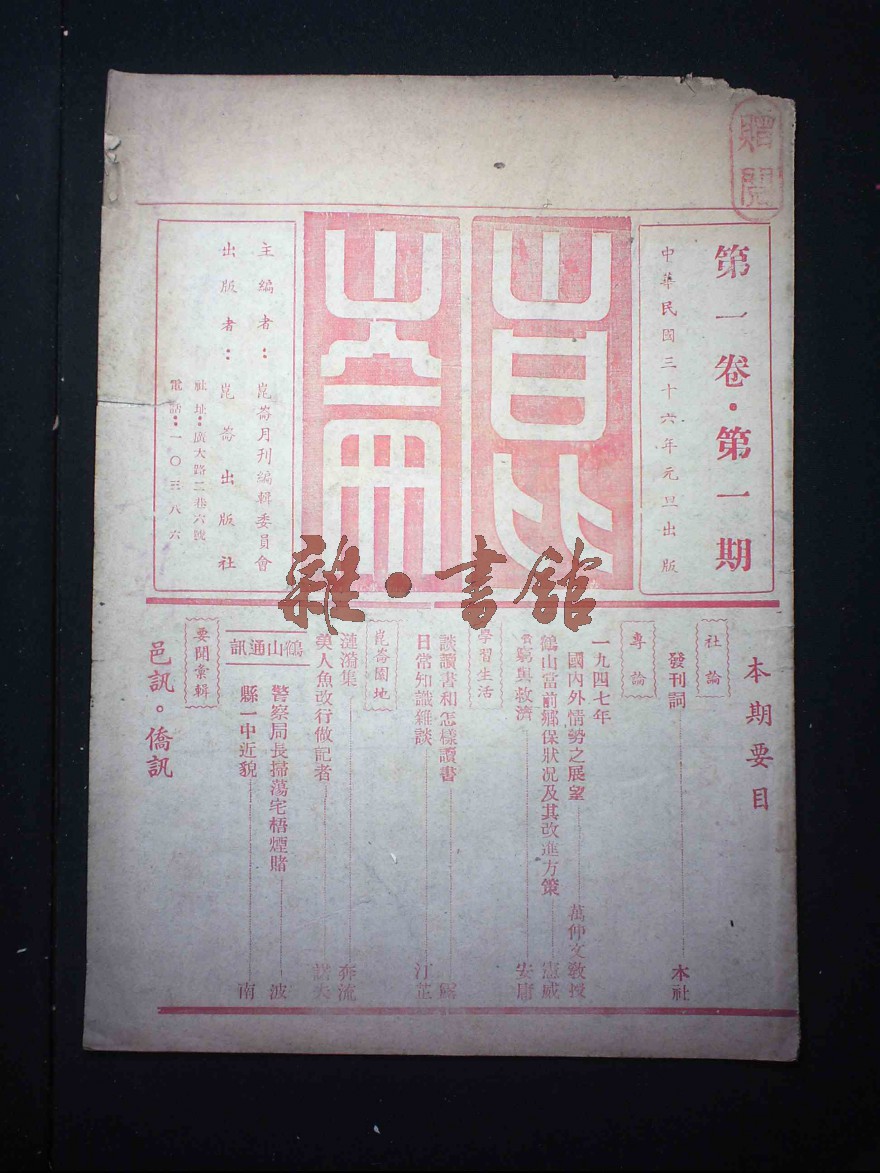 贈閱
第一卷·第一期
中華民國三十六年元旦出版
崑崙
主編者：崑崙月刊編輯委員會
出版者：崑崙出版社
社址：廣大路二巷六號
電話：一〇三八六
雜·書館
本期要目
社論
發刊詞 本社
專論
一九四七年
國內外情勢之展望 萬仲文教授
鶴山當前鄉保狀况及其改進方策 憲威
貧窮與救濟 安庸
學習生活
談讀書和怎樣讀書
日常知識雜談 汀芷
崑崙園地
漣漪集 奔流
美人魚改行做記者 諾夫
鶴山通訊
警察局長掃蕩宅梧煙賭 波
縣一中近貌 南
要聞彙輯
邑訊。僑訊